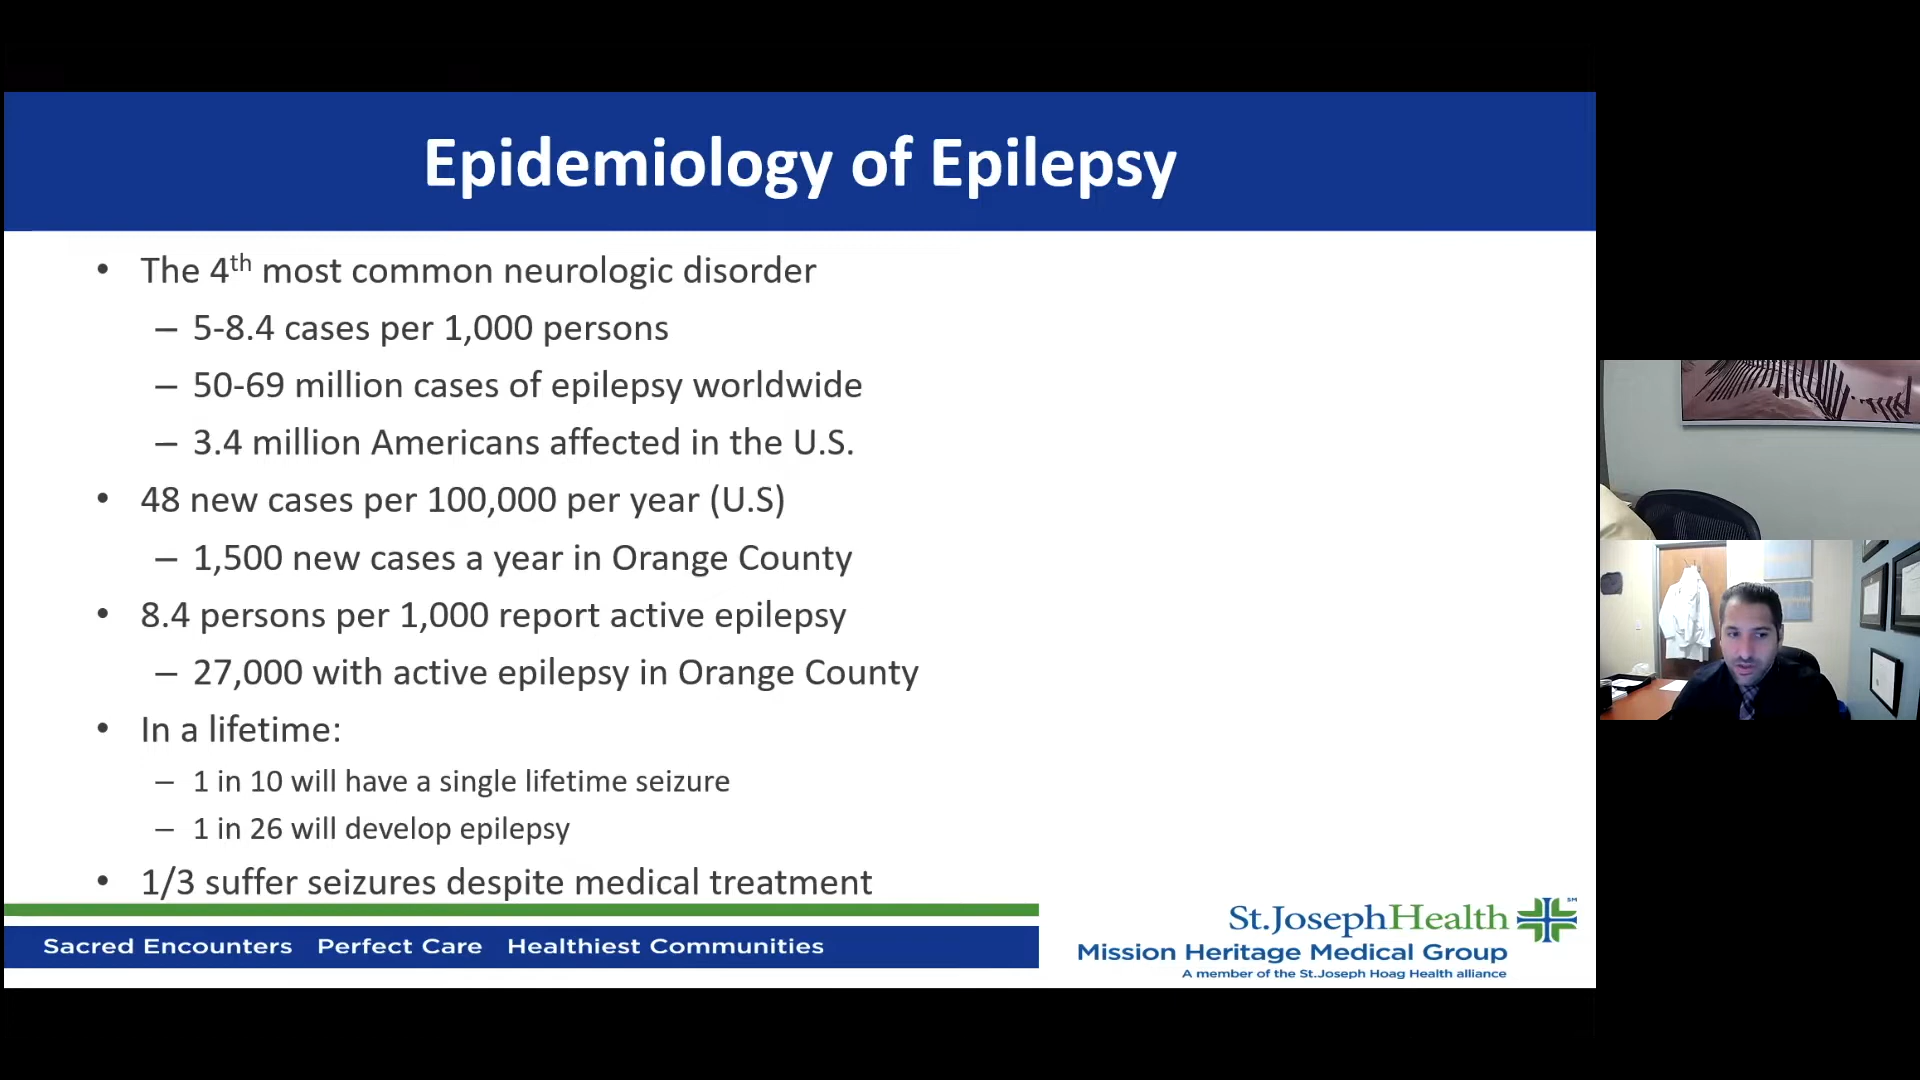 Epidemiology of Epilepsy
• The 4th most common neurologic disorder
– 5-8.4 cases per 1,000 persons
– 50-69 million cases of epilepsy worldwide
– 3.4 million Americans affected in the U.S.
• 48 new cases per 100,000 per year (U.S)
– 1,500 new cases a year in Orange County
• 8.4 persons per 1,000 report active epilepsy
– 27,000 with active epilepsy in Orange County
• In a lifetime:
– 1 in 10 will have a single lifetime seizure
– 1 in 26 will develop epilepsy
• 1/3 suffer seizures despite medical treatment
Sacred Encounters Perfect Care Healthiest Communities
St.JosephHealth SM
Mission Heritage Medical Group
A member of the St.Joseph Hoag Health alliance